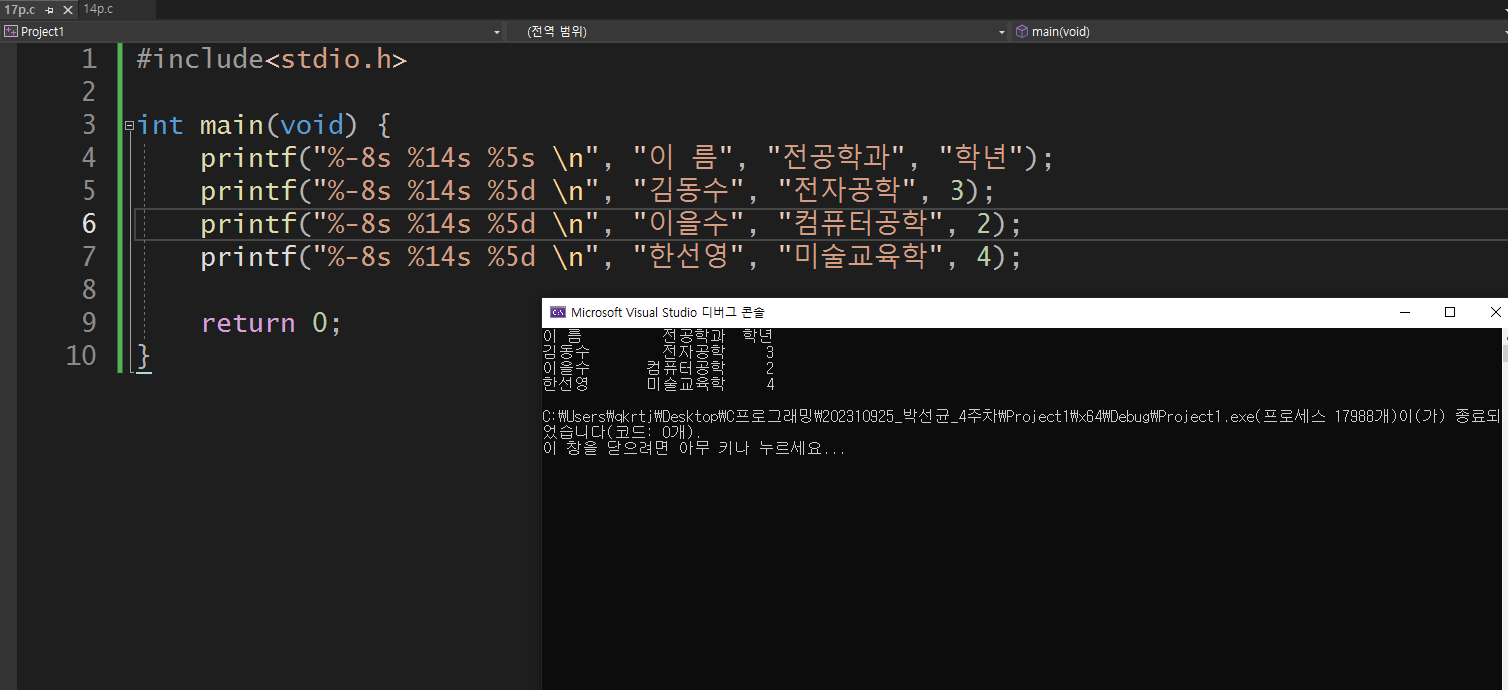 17p.c 14p.c
Project1 (전역 범위) main(void)
1 #include<stdio.h>
2
3 int main(void) {
4 printf("%-8s %14s %5s \n", "이 름", "전공학과", "학년");
5 printf("%-8s %14s %5d \n", "김동수", "전자공학", 3);
6 printf("%-8s %14s %5d \n", "이을수", "컴퓨터공학", 2);
7 printf("%-8s %14s %5d \n", "한선영", "미술교육학", 4);
8
9 return 0;
10 }
Microsoft Visual Studio 디버그 콘솔
이 름 전공학과 학년
김동수 전자공학 3
이을수 컴퓨터공학 2
한선영 미술교육학 4
C:₩Users₩qkrtj₩Desktop₩C프로그래밍₩202310925_박선균_4주차₩Project1₩x64₩Debug₩Project1.exe(프로세스 17988개)이(가) 종료되
었습니다(코드: 0개).
이 창을 닫으려면 아무 키나 누르세요...